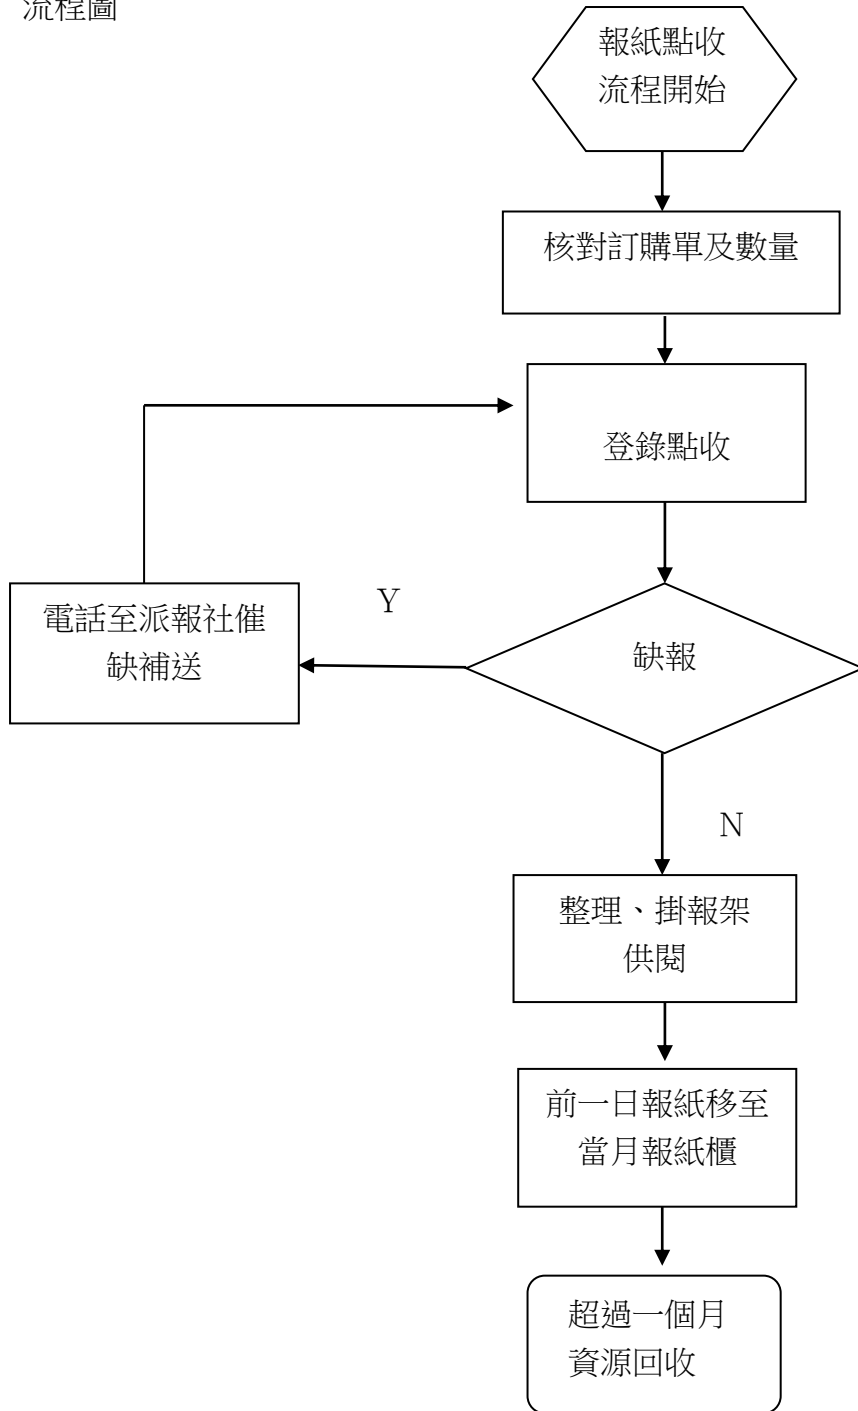 流程圖
報紙點收
流程開始
核對訂購單及數量
登錄點收
Y
電話至派報社催
缺補送
缺報
N
整理、掛報架
供閱
前一日報紙移至
當月報紙櫃
超過一個月
資源回收